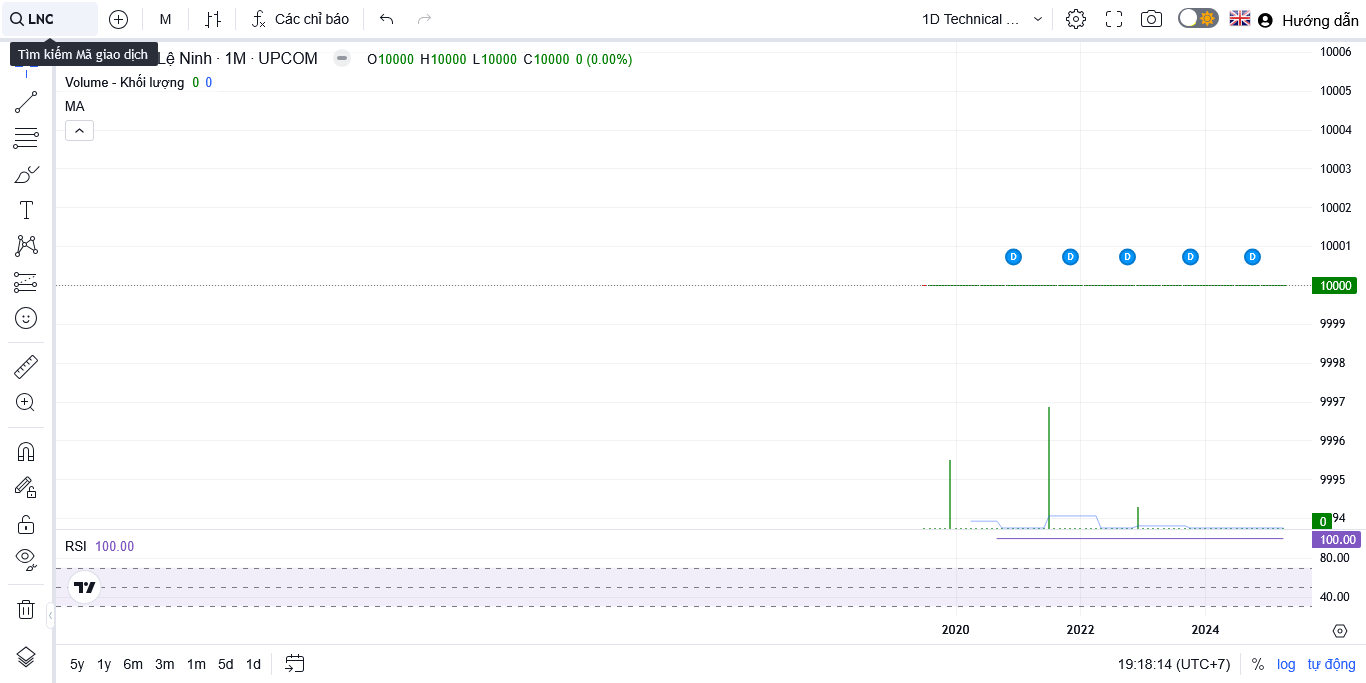 LNC
M
Các chỉ báo
1D Technical ...
Hướng dẫn
Tìm kiếm Mã giao dịch
Lệ Ninh · 1M · UPCOM
O10000 H10000 L10000 C10000 0 (0.00%)
Volume - Khối lượng 0 0
MA
10006
10005
10004
10003
10002
10001
D D D D D
10000
9999
9998
9997
9996
9995
0
94
RSI 100.00
100.00
80.00
40.00
2020 2022 2024
5y 1y 6m 3m 1m 5d 1d
19:18:14 (UTC+7) % log tự động